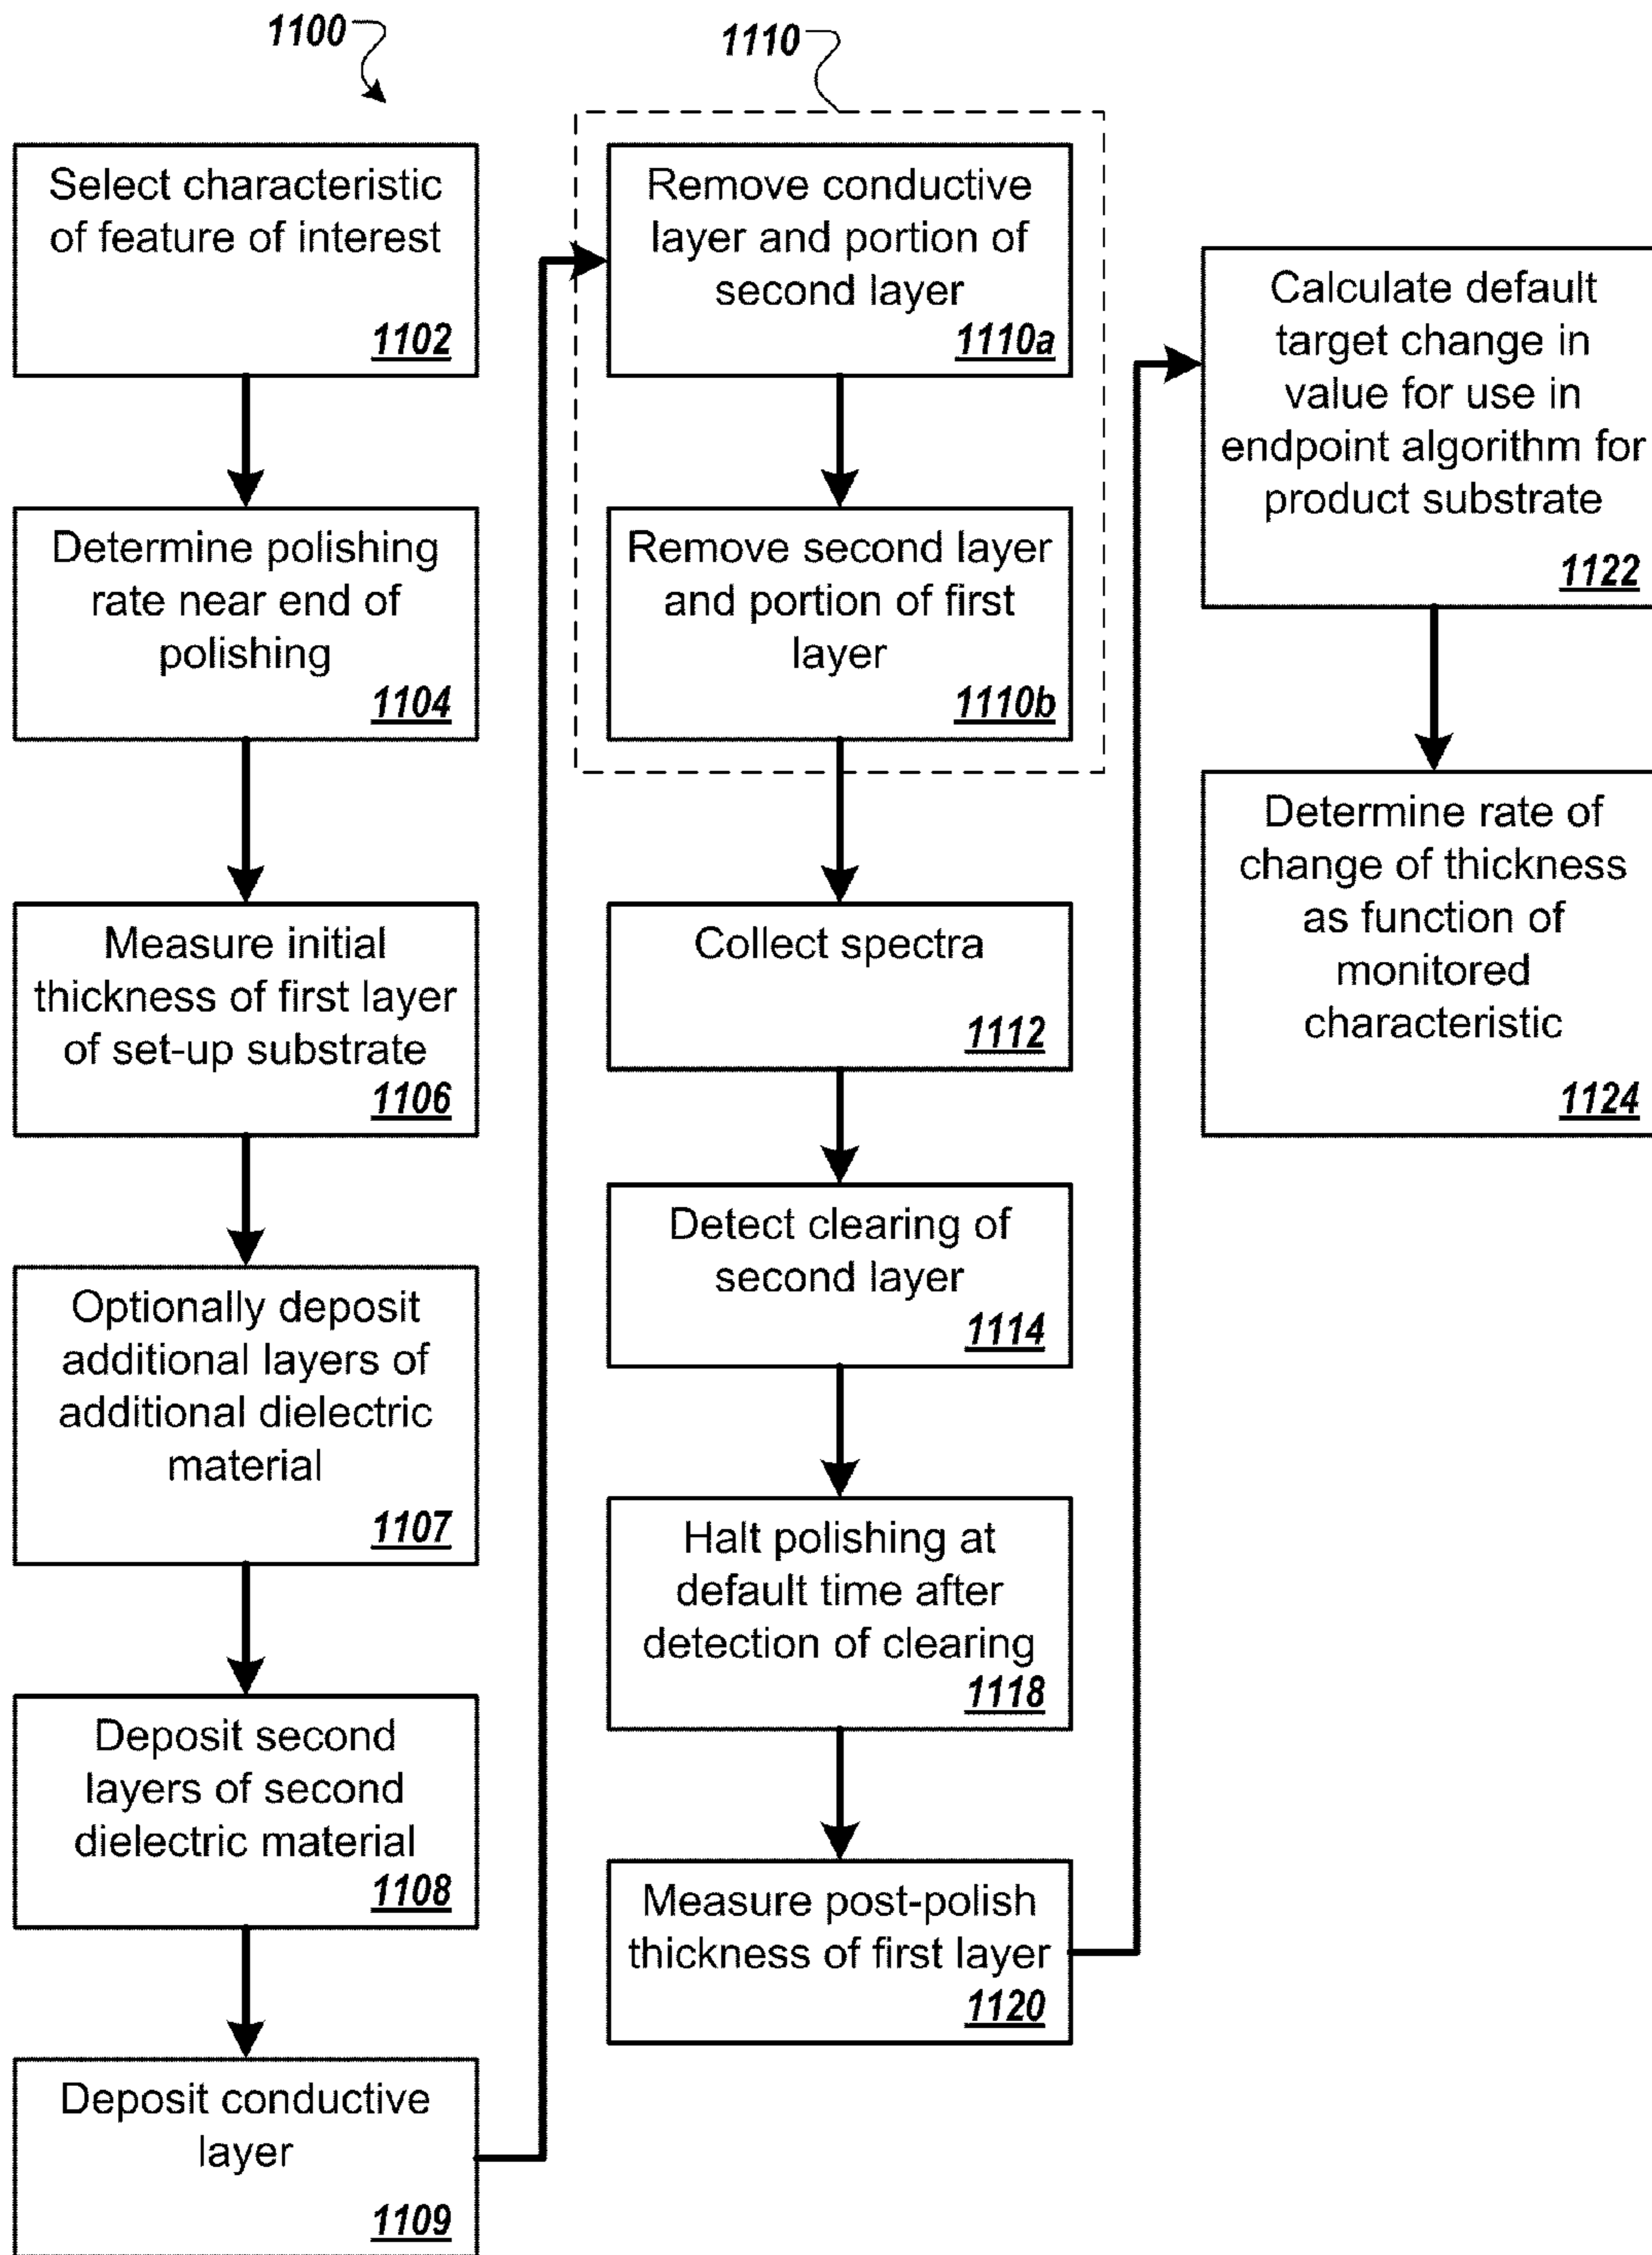 1100
Select characteristic
of feature of interest
1102
Determine polishing
rate near end of
polishing
1104
Measure initial
thickness of first layer
of set-up substrate
1106
Optionally deposit
additional layers of
additional dielectric
material
1107
Deposit second
layers of second
dielectric material
1108
Deposit conductive
layer
1109
1110
Remove conductive
layer and portion of
second layer
1110a
Remove second layer
and portion of first
layer
1110b
Collect spectra
1112
Detect clearing of
second layer
1114
Halt polishing at
default time after
detection of clearing
1118
Measure post-polish
thickness of first layer
1120
Calculate default
target change in
value for use in
endpoint algorithm for
product substrate
1122
Determine rate of
change of thickness
as function of
monitored
characteristic
1124